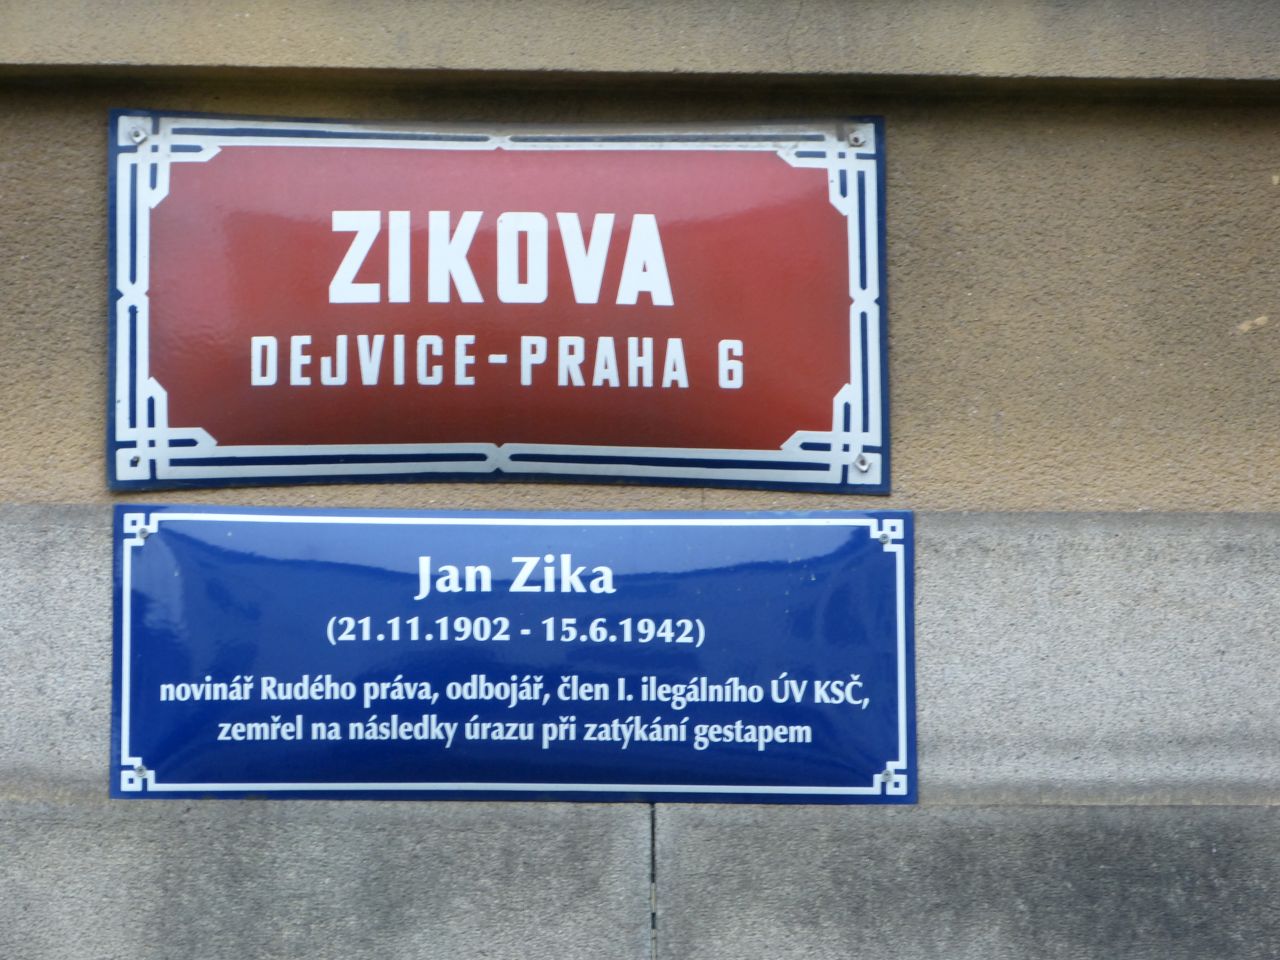 ZIKOVA
DEJVICE-PRAHA 6
Jan Zika
(21.11.1902 - 15.6.1942)
novinář Rudého práva, odbojář, člen I. ilegálního ÚV KSČ,
zemřel na následky úrazu při zatýkání gestapem